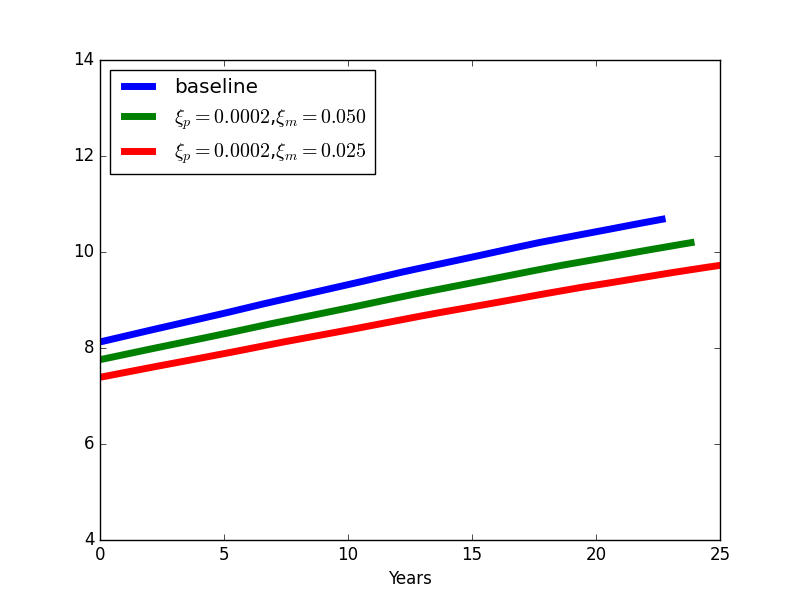 14
12
10
8
6
4
baseline
ξp = 0.0002,ξm = 0.050
ξp = 0.0002,ξm = 0.025
0 5 10 15 20 25
Years